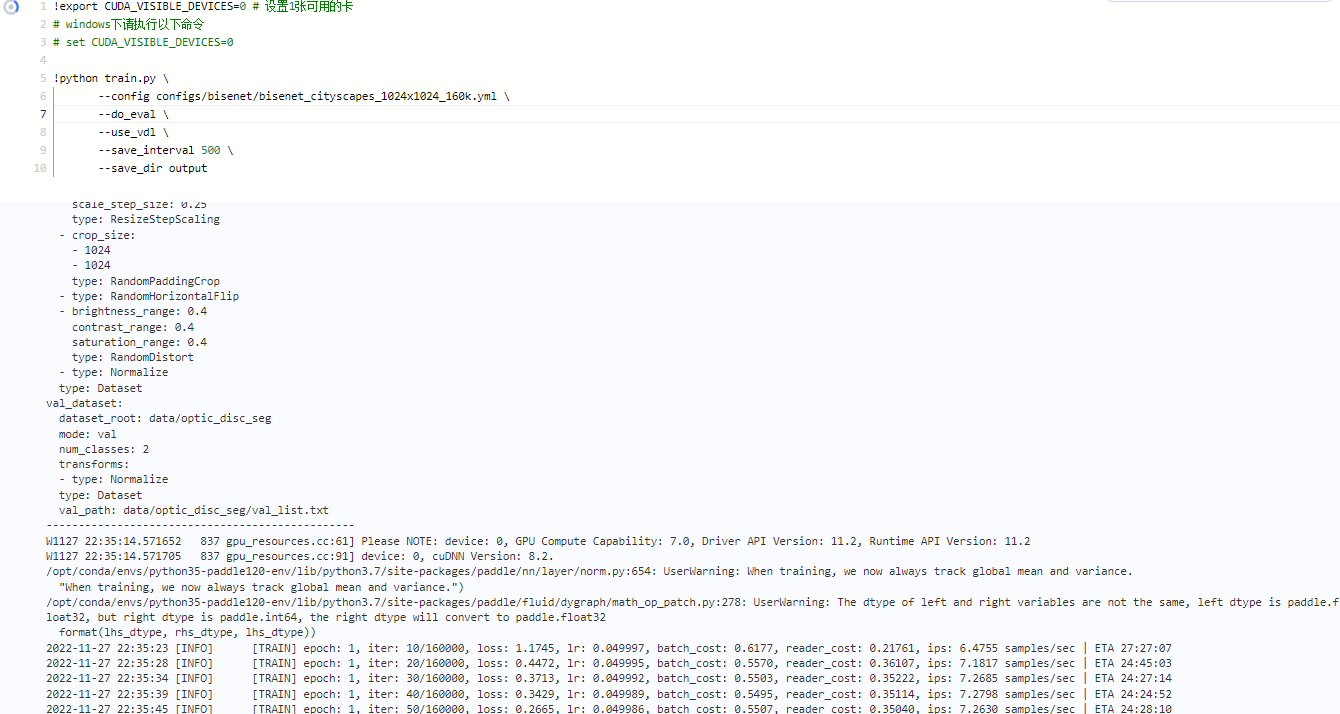 1 !export CUDA_VISIBLE_DEVICES=0 # 设置1张可用的卡
2 # windows下请执行以下命令
3 # set CUDA_VISIBLE_DEVICES=0
4
5 !python train.py \
6 --config configs/bisenet/bisenet_cityscapes_1024x1024_160k.yml \
7 --do_eval \
8 --use_vdl \
9 --save_interval 500 \
10 --save_dir output
scale_step_size: 0.25
type: ResizeStepScaling
- crop_size:
- 1024
- 1024
type: RandomPaddingCrop
- type: RandomHorizontalFlip
- brightness_range: 0.4
contrast_range: 0.4
saturation_range: 0.4
type: RandomDistort
- type: Normalize
type: Dataset
val_dataset:
dataset_root: data/optic_disc_seg
mode: val
num_classes: 2
transforms:
- type: Normalize
type: Dataset
val_path: data/optic_disc_seg/val_list.txt
------------------------------------------------
W1127 22:35:14.571652 837 gpu_resources.cc:61] Please NOTE: device: 0, GPU Compute Capability: 7.0, Driver API Version: 11.2, Runtime API Version: 11.2
W1127 22:35:14.571705 837 gpu_resources.cc:91] device: 0, cuDNN Version: 8.2.
/opt/conda/envs/python35-paddle120-env/lib/python3.7/site-packages/paddle/nn/layer/norm.py:654: UserWarning: When training, we now always track global mean and variance.
"When training, we now always track global mean and variance.")
/opt/conda/envs/python35-paddle120-env/lib/python3.7/site-packages/paddle/fluid/dygraph/math_op_patch.py:278: UserWarning: The dtype of left and right variables are not the same, left dtype is paddle.f
loat32, but right dtype is paddle.int64, the right dtype will convert to paddle.float32
format(lhs_dtype, rhs_dtype, lhs_dtype))
2022-11-27 22:35:23 [INFO] [TRAIN] epoch: 1, iter: 10/160000, loss: 1.1745, lr: 0.049997, batch_cost: 0.6177, reader_cost: 0.21761, ips: 6.4755 samples/sec | ETA 27:27:07
2022-11-27 22:35:28 [INFO] [TRAIN] epoch: 1, iter: 20/160000, loss: 0.4472, lr: 0.049995, batch_cost: 0.5570, reader_cost: 0.36107, ips: 7.1817 samples/sec | ETA 24:45:03
2022-11-27 22:35:34 [INFO] [TRAIN] epoch: 1, iter: 30/160000, loss: 0.3713, lr: 0.049992, batch_cost: 0.5503, reader_cost: 0.35222, ips: 7.2685 samples/sec | ETA 24:27:14
2022-11-27 22:35:39 [INFO] [TRAIN] epoch: 1, iter: 40/160000, loss: 0.3429, lr: 0.049989, batch_cost: 0.5495, reader_cost: 0.35114, ips: 7.2798 samples/sec | ETA 24:24:52
2022-11-27 22:35:45 [INFO] [TRAIN] epoch: 1, iter: 50/160000, loss: 0.2665, lr: 0.049986, batch_cost: 0.5507, reader_cost: 0.35040, ips: 7.2630 samples/sec | ETA 24:28:10